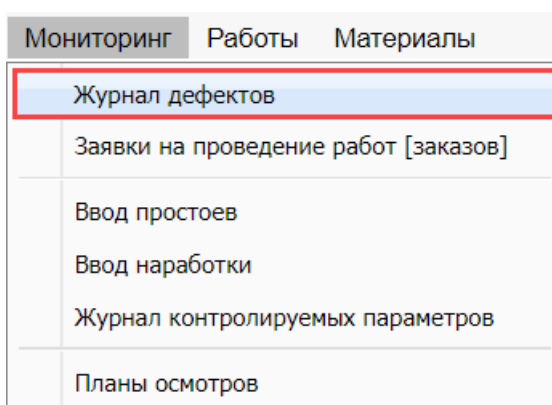 Мониторинг Работы Материалы
Журнал дефектов
Заявки на проведение работ [заказов]
Ввод простоев
Ввод наработки
Журнал контролируемых параметров
Планы осмотров